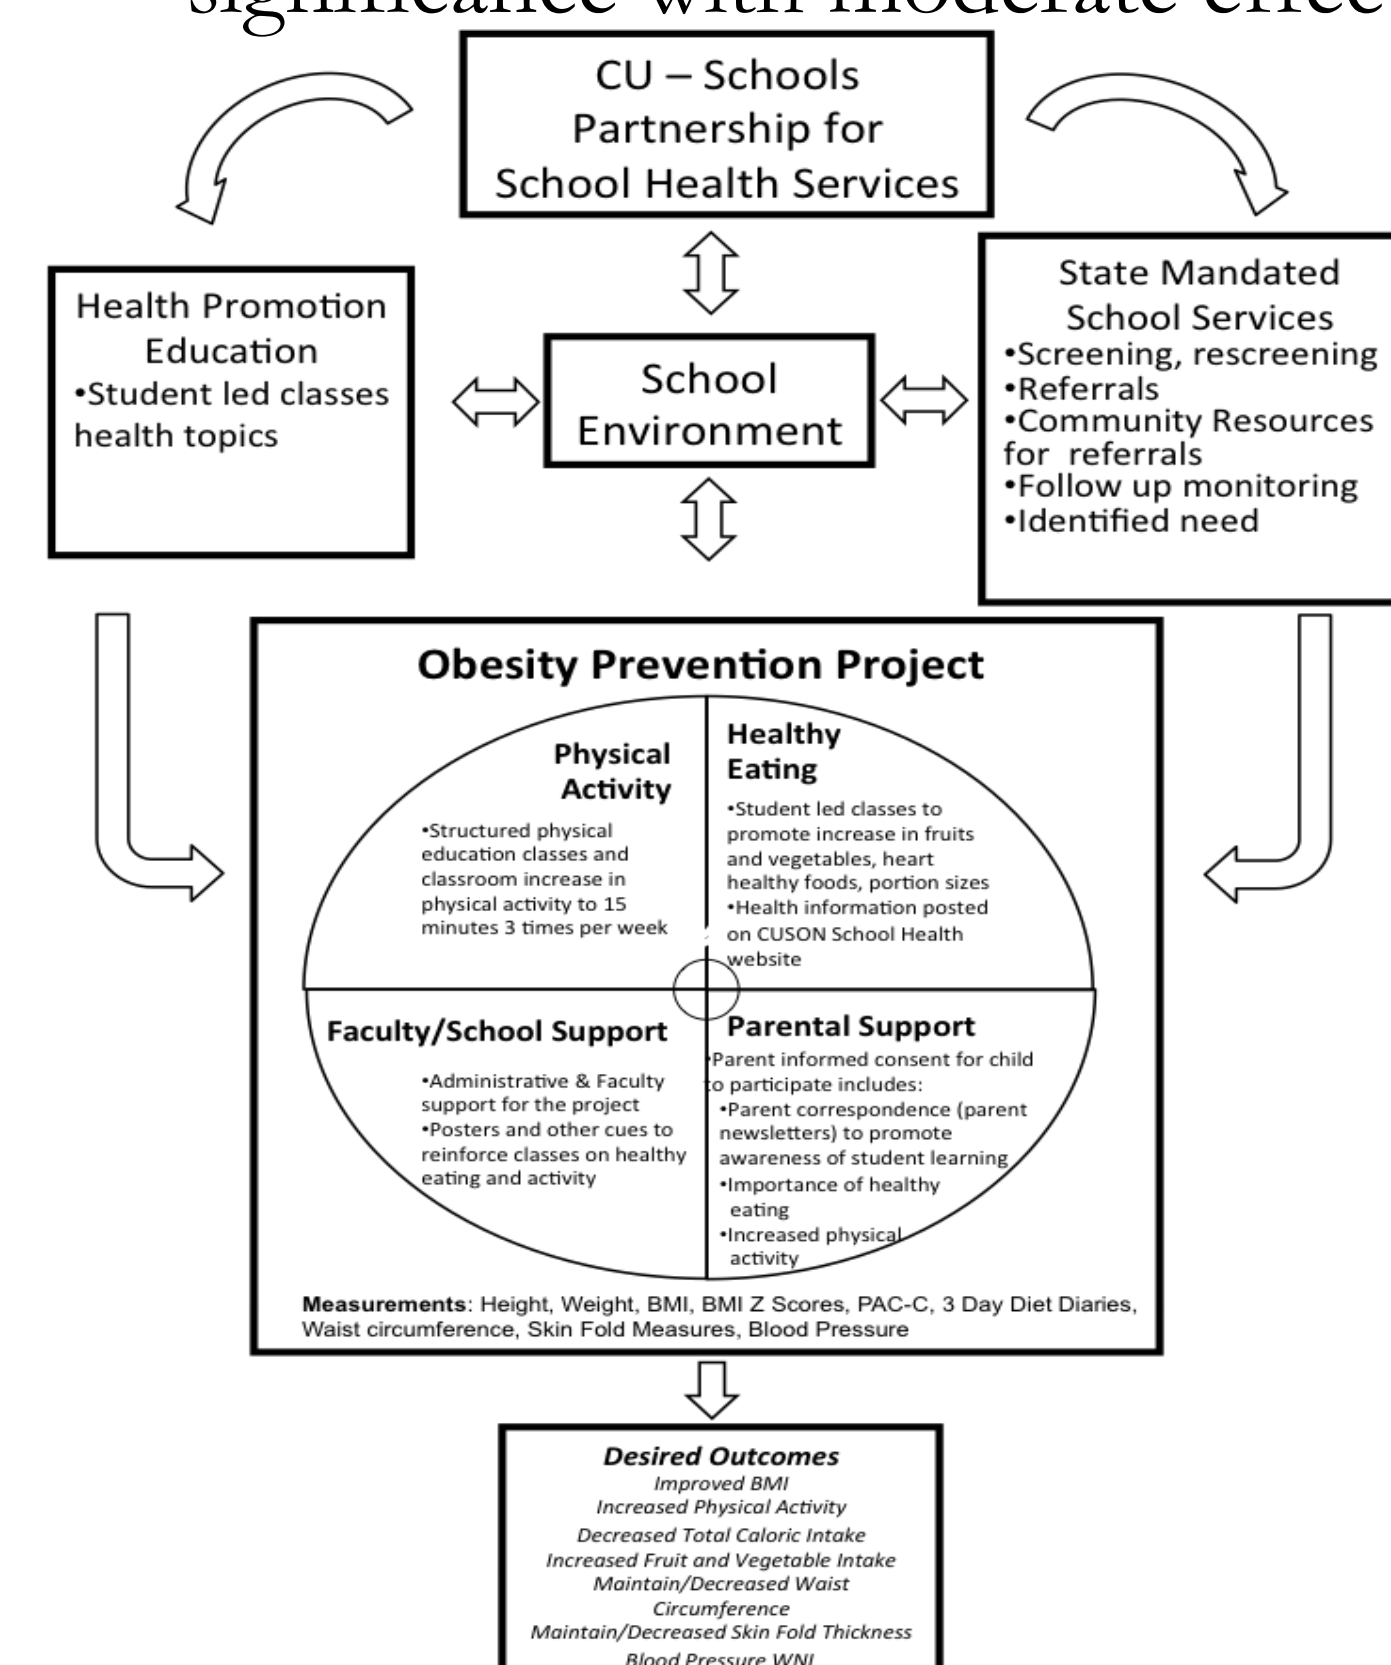 significance with moderate
CU – Schools
Partnership for
School Health Services
Health Promotion
Education
•Student led classes
health topics
School
Environment
State Mandated
School Services
•Screening, rescreening
•Referrals
•Community Resources
for referrals
•Follow up monitoring
•Identified need
Obesity Prevention Project
Physical
Activity
•Structured physical
education classes and
classroom increase in
physical activity to 15
minutes 3 times per week
Healthy
Eating
•Student led classes to
promote increase in fruits
and vegetables, heart
healthy foods, portion sizes
•Health information posted
on CUSON School Health
website
Faculty/School Support
•Administrative & Faculty
support for the project
•Posters and other cues to
reinforce classes on healthy
eating and activity
Parental Support
•Parent informed consent for child
to participate includes:
•Parent correspondence (parent
newsletters) to promote
awareness of student learning
•Importance of healthy
eating
•Increased physical
activity
Measurements: Height, Weight, BMI, BMI Z Scores, PAC-C, 3 Day Diet Diaries,
Waist circumference, Skin Fold Measures, Blood Pressure
Desired Outcomes
Improved BMI
Increased Physical Activity
Decreased Total Caloric Intake
Increased Fruit and Vegetable Intake
Maintain/Decreased Waist
Circumference
Maintain/Decreased Skin Fold Thickness
Blood Pressure WNL